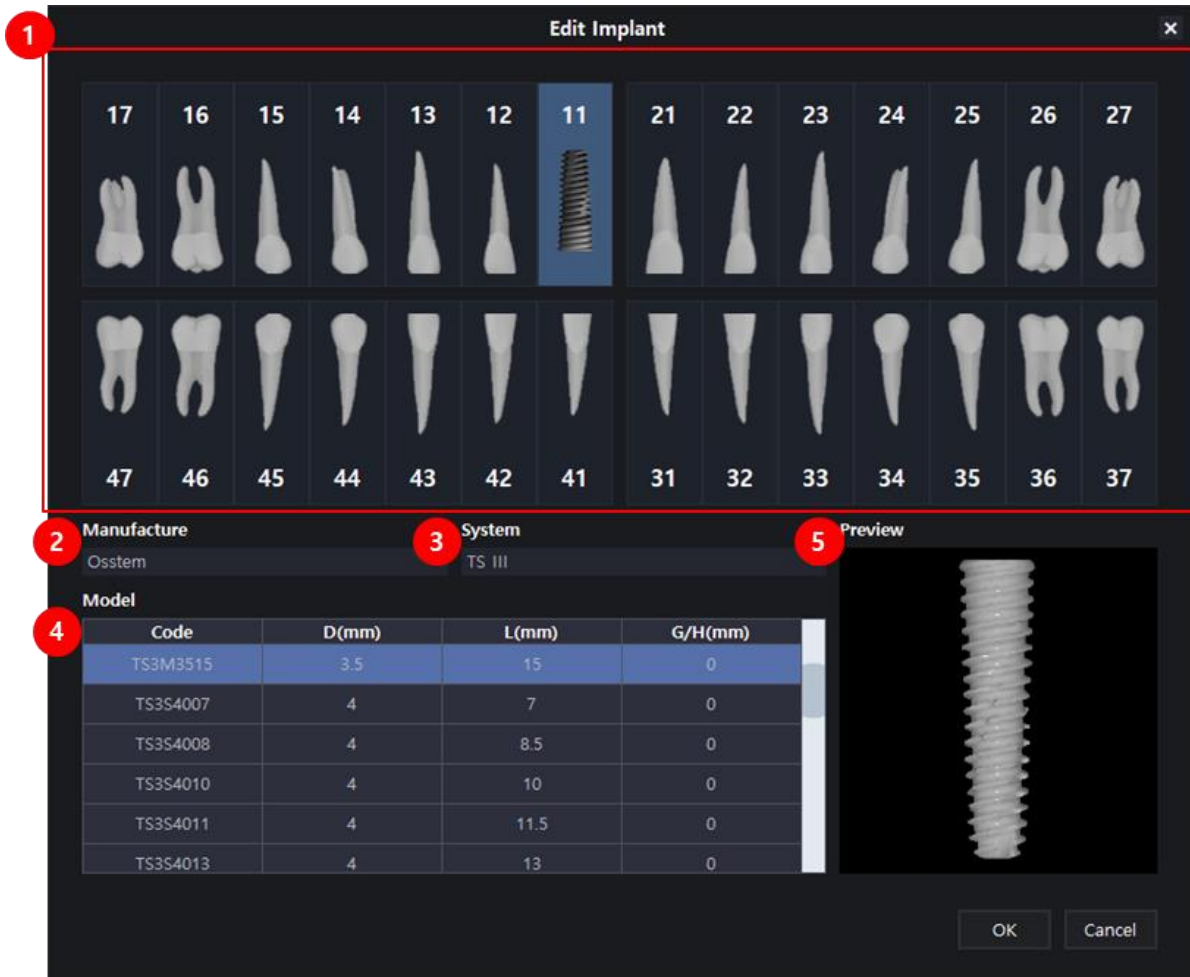 1
Edit Implant
17 16 15 14 13 12 11 21 22 23 24 25 26 27
47 46 45 44 43 42 41 31 32 33 34 35 36 37
2 Manufacture 3 System 5 Preview
Osstem TS III
Model
4 Code D(mm) L(mm) G/H(mm)
TS3M3515 3.5 15 0
TS3S4007 4 7 0
TS3S4008 4 8.5 0
TS3S4010 4 10 0
TS3S4011 4 11.5 0
TS3S4013 4 13 0
OK Cancel